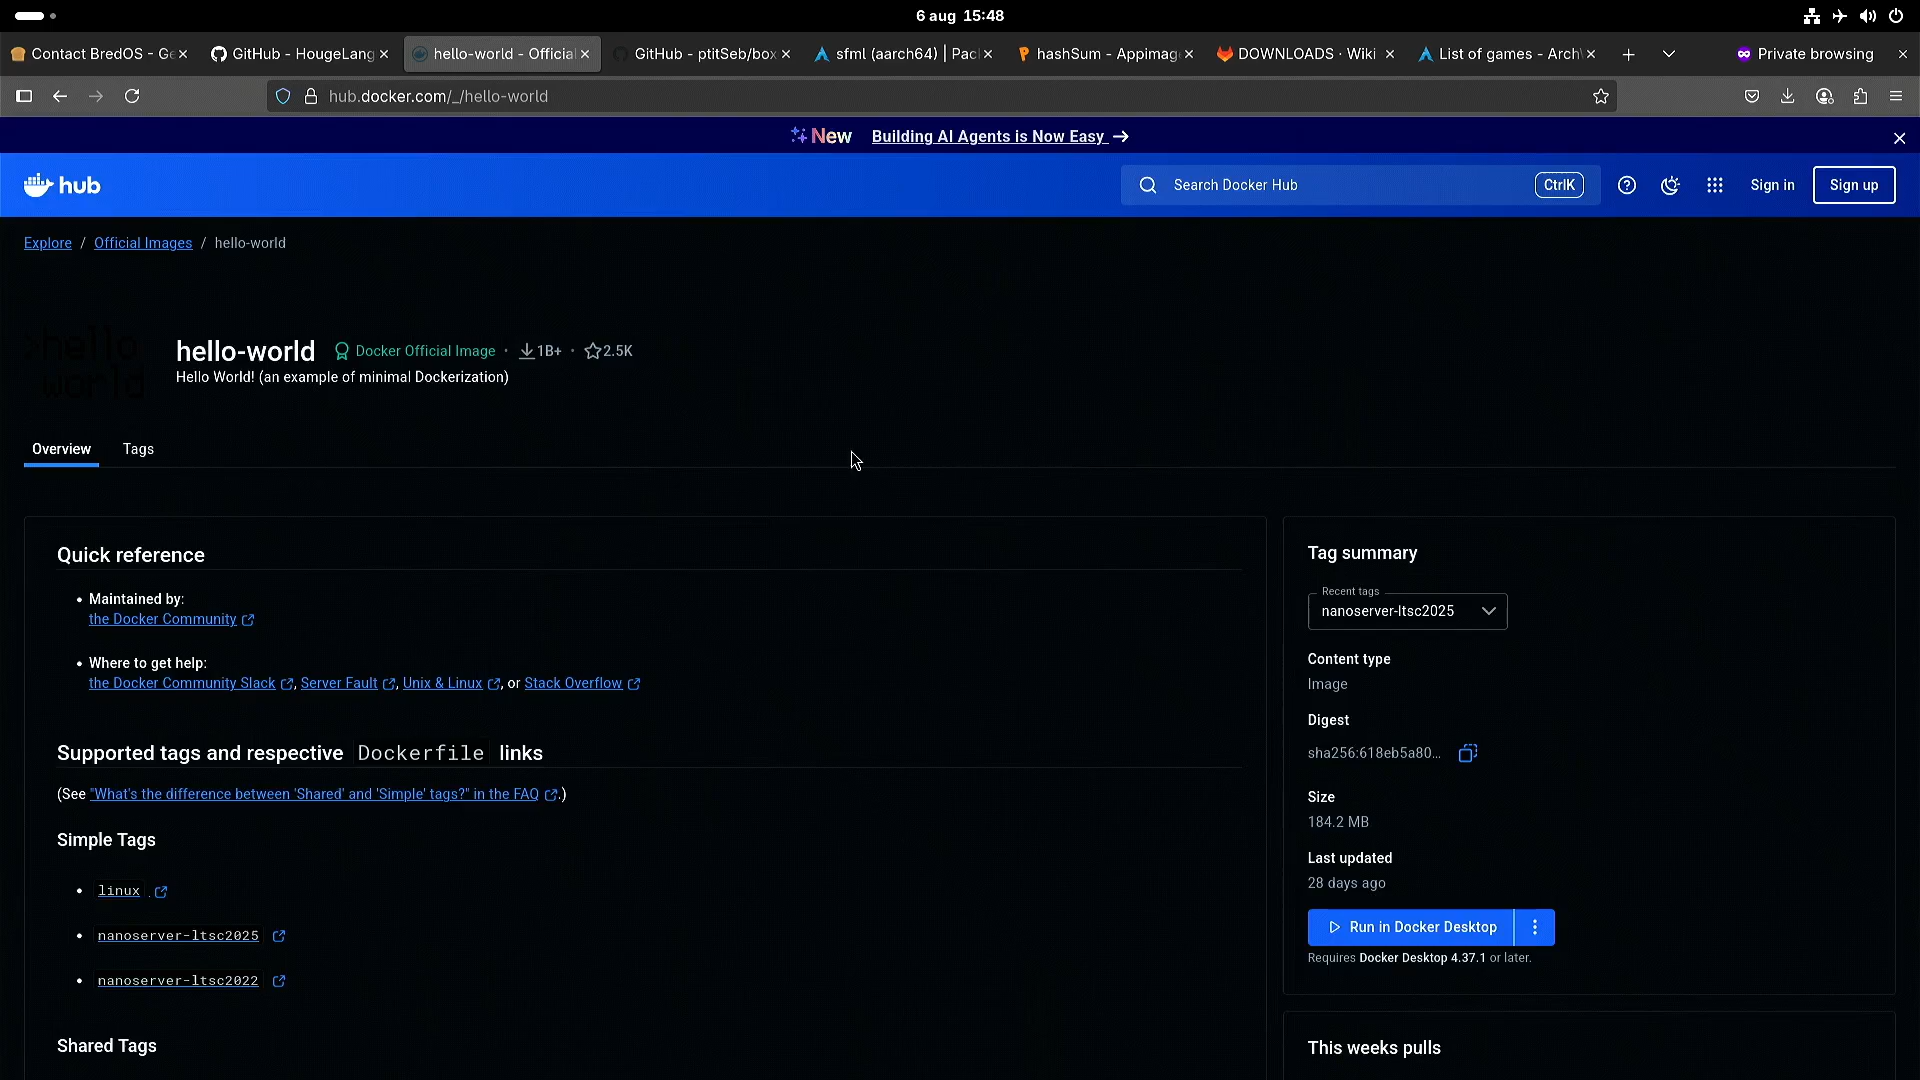 6 aug 15:48
Contact BredOS - Ge
GitHub - HougeLang
hello-world - Official
GitHub - ptitSeb/box
sfml (aarch64) | Pac
hashSum - Appimag
DOWNLOADS · Wiki
List of games - ArchW
Private browsing
hub.docker.com/_/hello-world
New Building AI Agents is Now Easy →
hub
Search Docker Hub
CtrlK
Sign in
Sign up
Explore / Official Images / hello-world
>hello
world
hello-world Docker Official Image · 1B+ · 2.5K
Hello World! (an example of minimal Dockerization)
Overview Tags
Quick reference
• Maintained by:
the Docker Community
• Where to get help:
the Docker Community Slack , Server Fault , Unix & Linux , or Stack Overflow
Supported tags and respective Dockerfile links
(See "What's the difference between 'Shared' and 'Simple' tags?" in the FAQ .)
Simple Tags
• linux
• nanoserver-ltsc2025
• nanoserver-ltsc2022
Shared Tags
Tag summary
Recent tags
nanoserver-ltsc2025
Content type
Image
Digest
sha256:618eb5a80...
Size
184.2 MB
Last updated
28 days ago
Run in Docker Desktop
Requires Docker Desktop 4.37.1 or later.
This weeks pulls